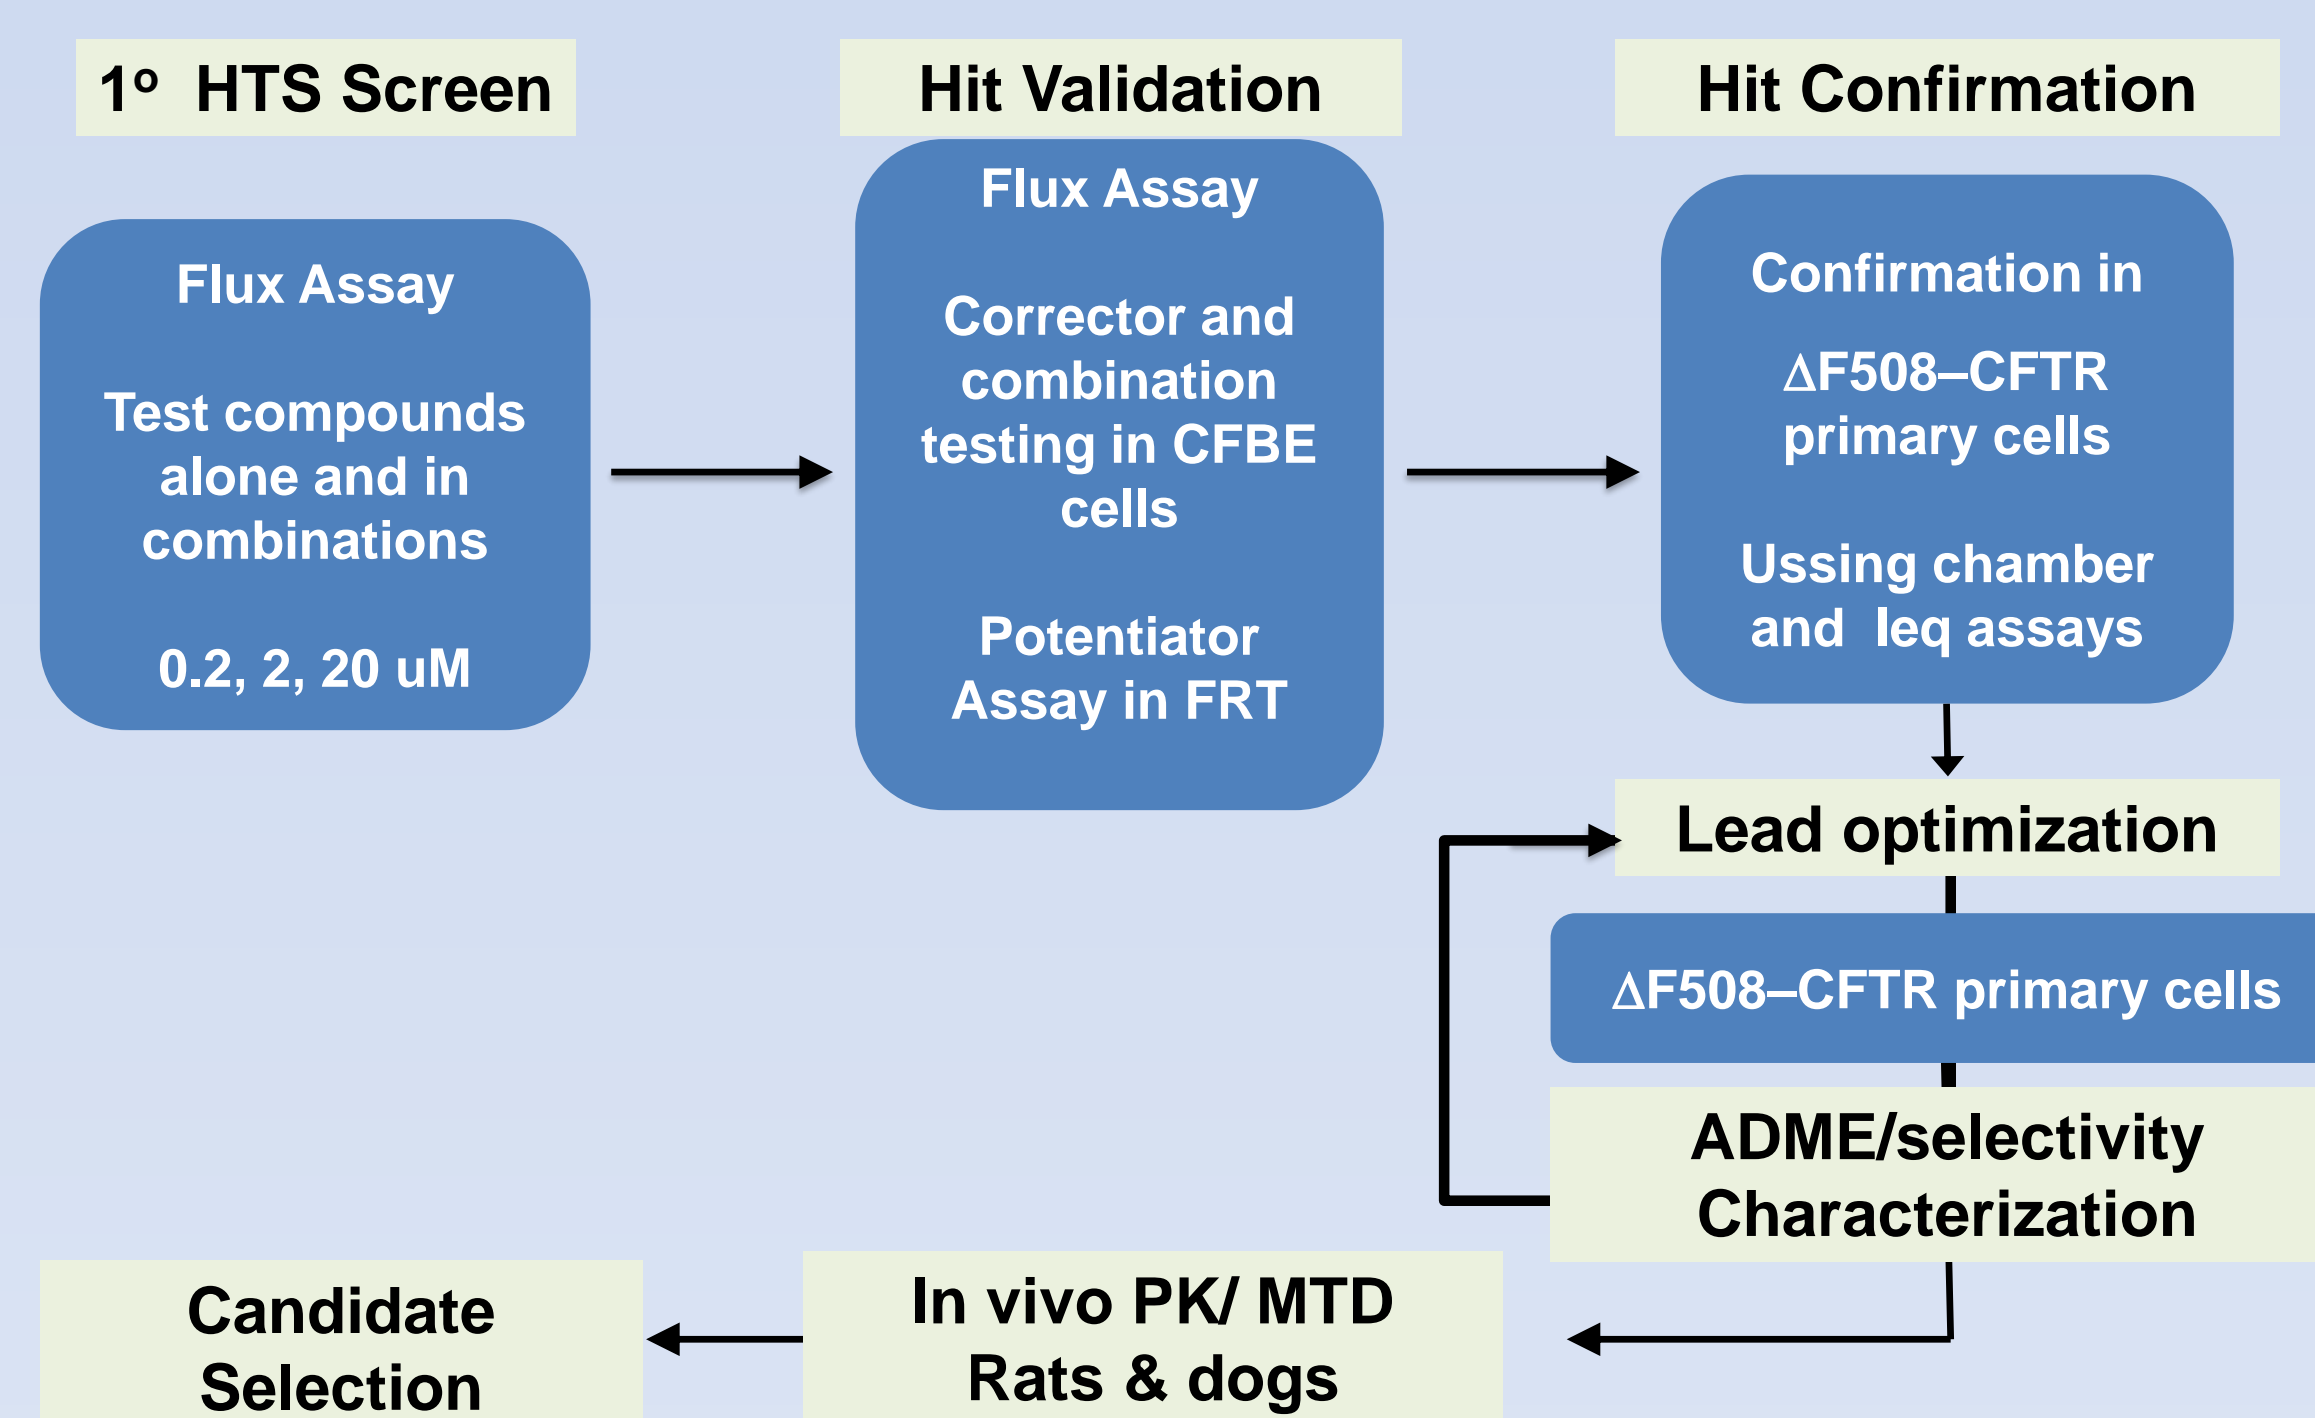 1º HTS Screen
Flux Assay
Test compounds
alone and in
combinations
0.2, 2, 20 uM
Hit Validation
Flux Assay
Corrector and
combination
testing in CFBE
cells
Potentiator
Assay in FRT
Hit Confirmation
Confirmation in
ΔF508–CFTR
primary cells
Ussing chamber
and Ieq assays
Lead optimization
ΔF508–CFTR primary cells
ADME/selectivity
Characterization
In vivo PK/ MTD
Rats & dogs
Candidate
Selection